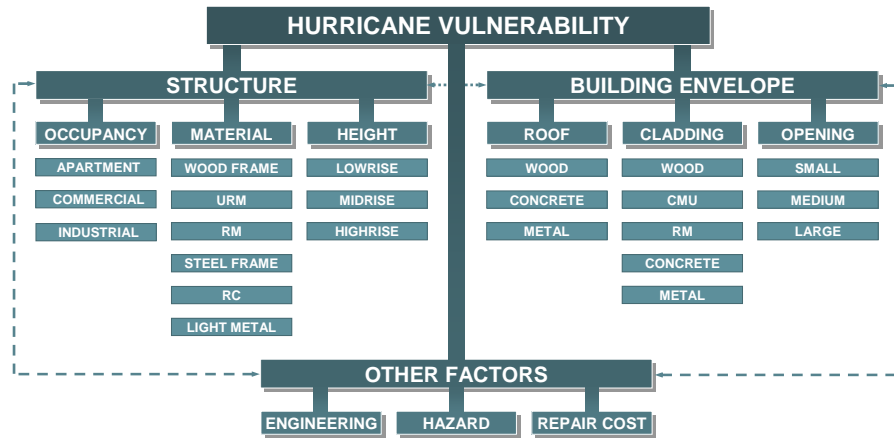 HURRICANE VULNERABILITY
STRUCTURE
OCCUPANCY
APARTMENT
COMMERCIAL
INDUSTRIAL
MATERIAL
WOOD FRAME
URM
RM
STEEL FRAME
RC
LIGHT METAL
HEIGHT
LOWRISE
MIDRISE
HIGHRISE
BUILDING ENVELOPE
ROOF
WOOD
CONCRETE
METAL
CLADDING
WOOD
CMU
RM
CONCRETE
METAL
OPENING
SMALL
MEDIUM
LARGE
OTHER FACTORS
ENGINEERING
HAZARD
REPAIR COST